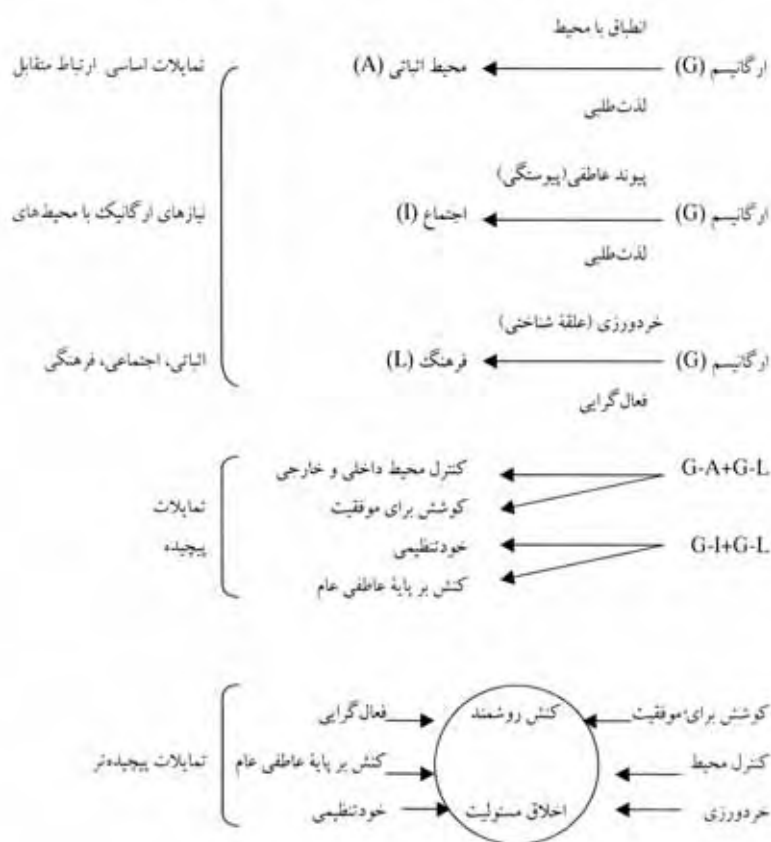 انطباق با محیط
ارگانیسم (G) محیط اثباتی (A) تمایلات اساسی ارتباط متقابل
لذت‌طلبی
پیوند عاطفی(پیوستگی)
ارگانیسم (G) اجتماع (I) نیازهای ارگانیک با محیط‌های
لذت‌طلبی
خردورزی (علقهٔ شناختی)
ارگانیسم (G) فرهنگ (L) اثباتی، اجتماعی، فرهنگی
فعال‌گرایی
G-A+G-L کنترل محیط داخلی و خارجی
کوشش برای موفقیت تمایلات
G-I+G-L خودتنظیمی پیچیده
کنش بر پایهٔ عاطفی عام
کوشش برای موفقیت کنش روشمند فعال‌گرایی
کنترل محیط کنش بر پایهٔ عاطفی عام تمایلات پیچیده‌تر
خردورزی اخلاق مسئولیت خودتنظیمی